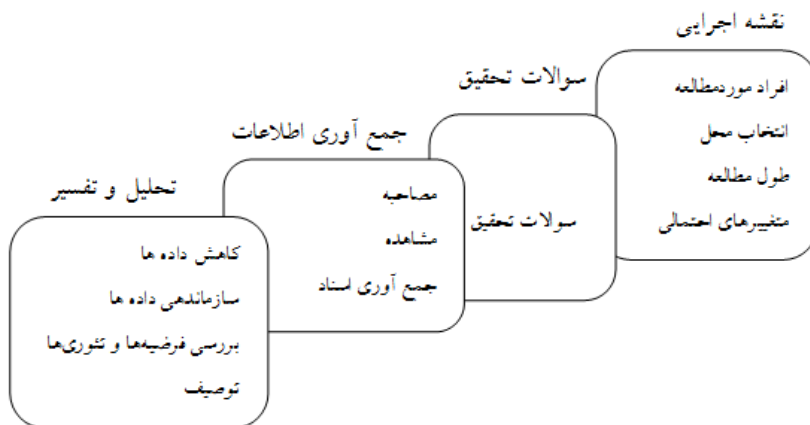 نقشه اجرایی
افراد موردمطالعه
انتخاب محل
طول مطالعه
متغییرهای احتمالی
سوالات تحقیق
سوالات تحقیق
جمع آوری اطلاعات
مصاحبه
مشاهده
جمع آوری اسناد
تحلیل و تفسیر
کاهش داده ها
سازماندهی داده ها
بررسی فرضیه‌ها و تئوری‌ها
توصیف